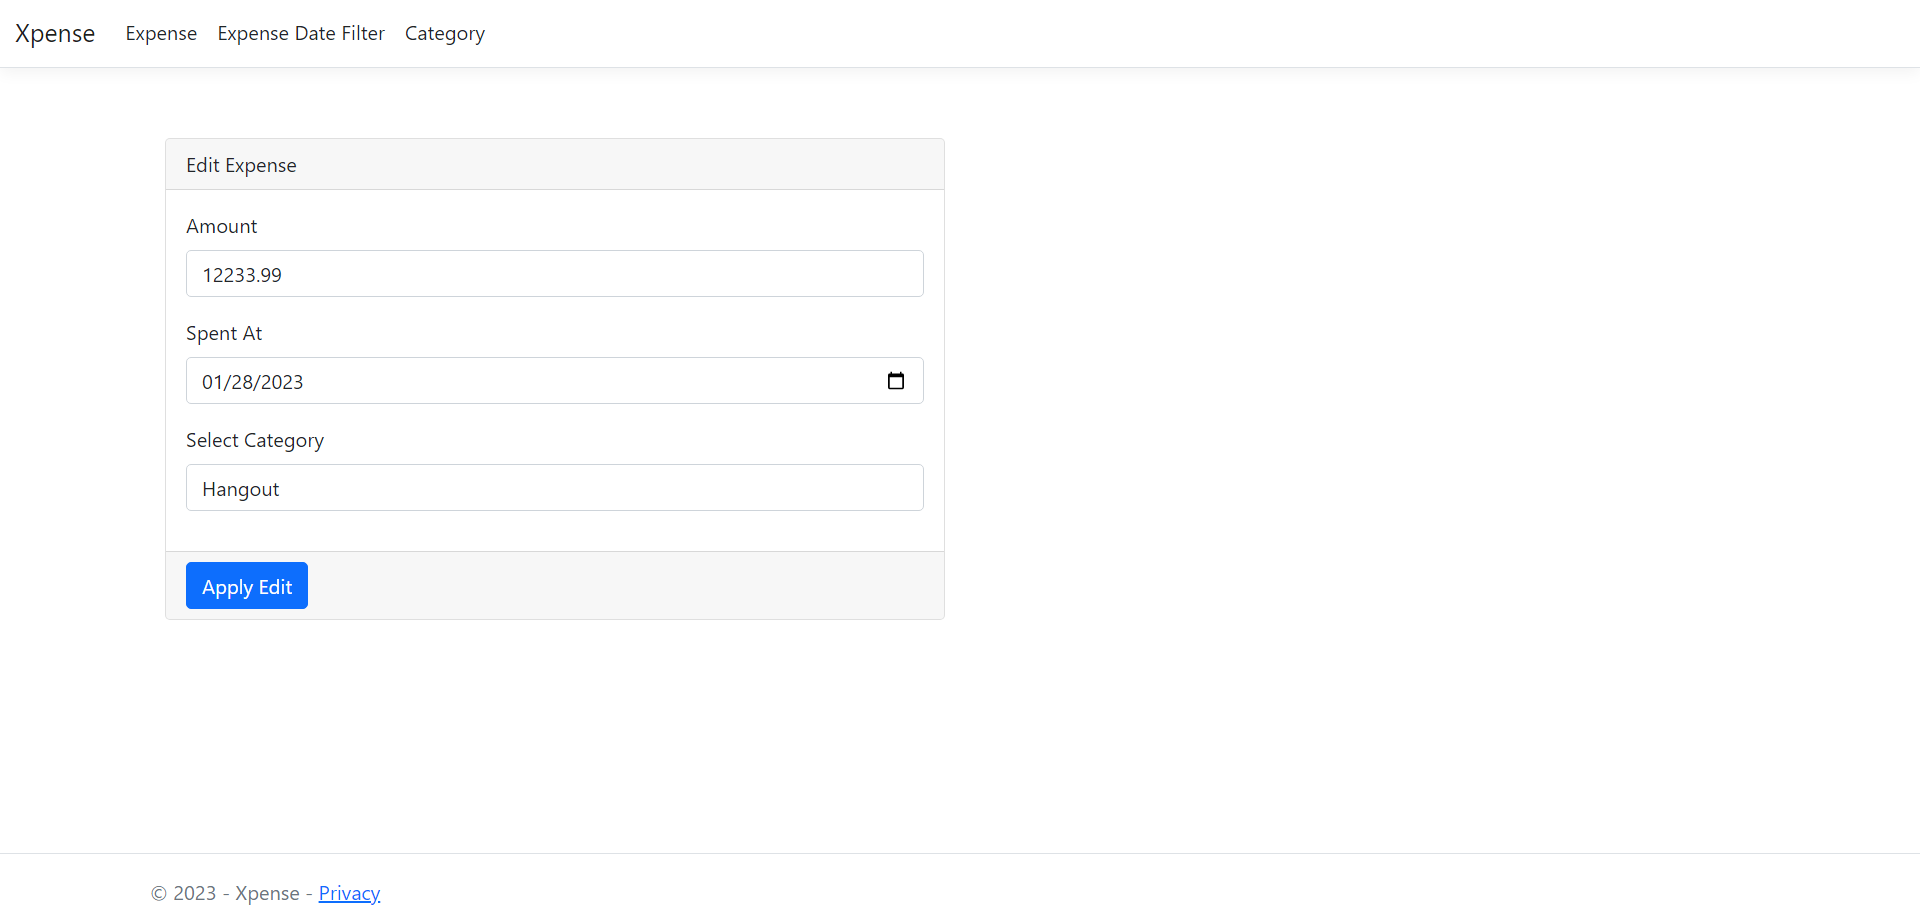 Xpense Expense Expense Date Filter Category
Edit Expense
Amount
12233.99
Spent At
01/28/2023
Select Category
Hangout
Apply Edit
© 2023 - Xpense - Privacy